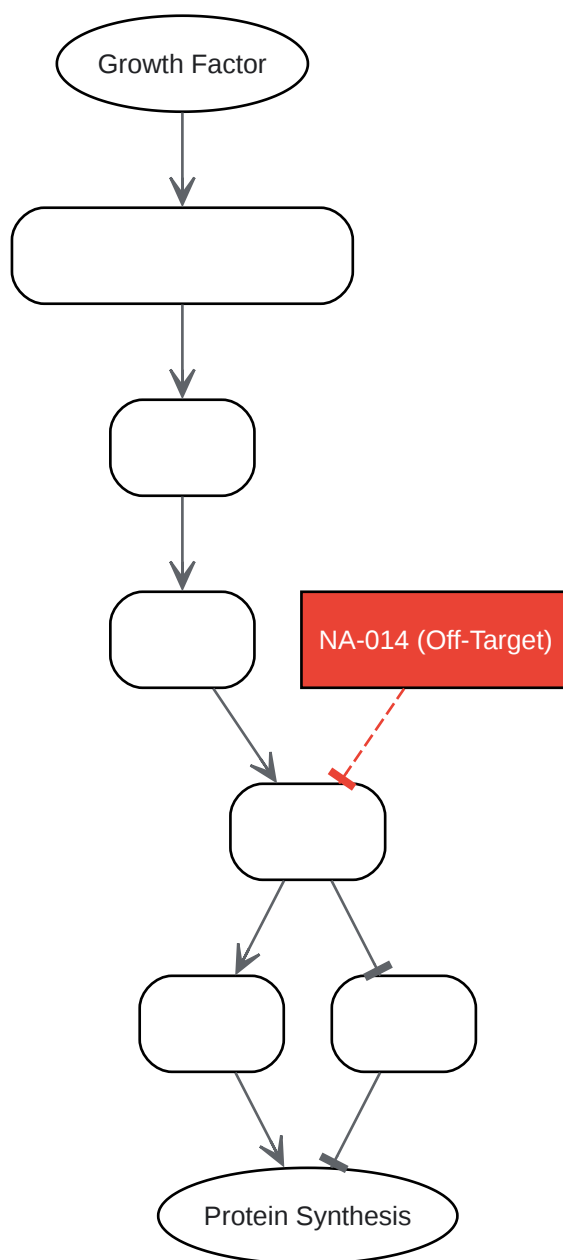 Growth Factor
NA-014 (Off-Target)
Protein Synthesis